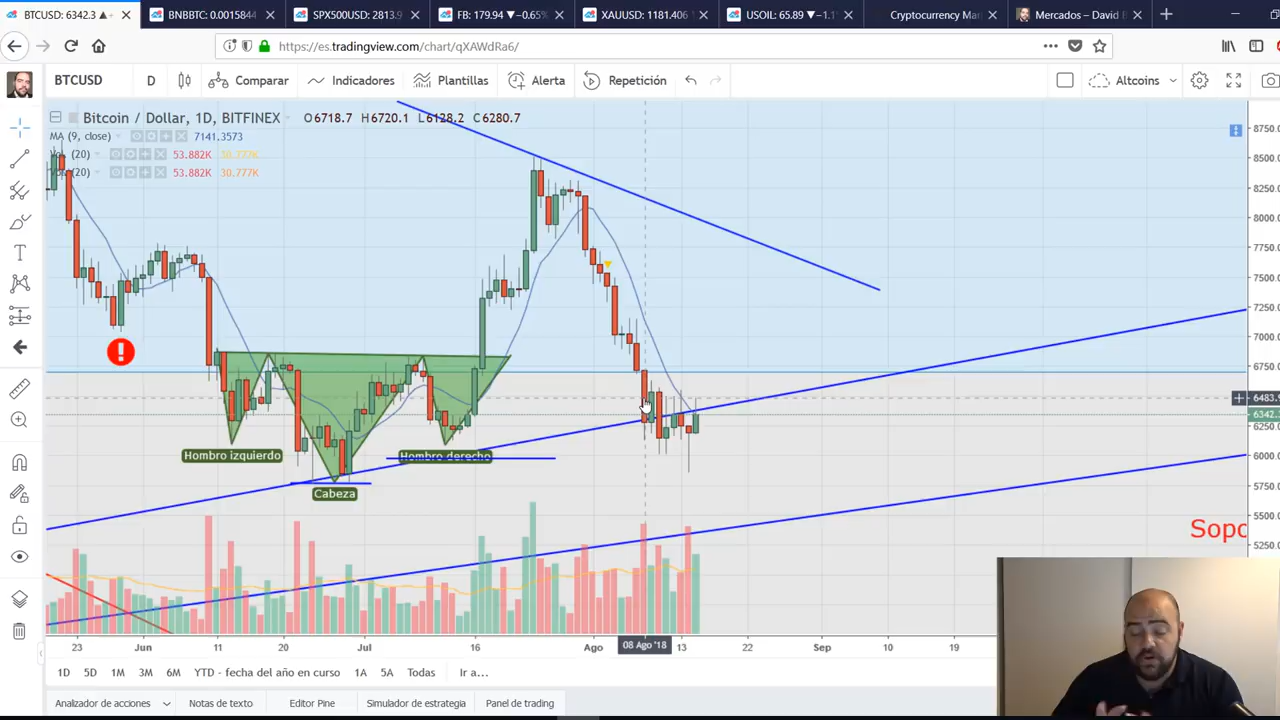 BTCUSD: 6342.3 ▲
BNBBTC: 0.0015844
SPX500USD: 2813.9
FB: 179.94 ▼ −0.65%
XAUUSD: 1181.406
USOIL: 65.89 ▼ −1.1
Cryptocurrency Mar
Mercados – David B
https://es.tradingview.com/chart/qXAWdRa6/
BTCUSD D Comparar Indicadores Plantillas Alerta Repetición Altcoins
Bitcoin / Dollar, 1D, BITFINEX O6718.7 H6720.1 L6128.2 C6280.7
MA (9, close) 7141.3573
(20) 53.882K 30.777K
(20) 53.882K 30.777K
8750.0
8500.0
8250.0
8000.0
7750.0
7500.0
7250.0
7000.0
6750.0
6483.9
6342.3
6250.0
6000.0
5750.0
5500.0
5250.0
Hombro izquierdo
Hombro derecho
Cabeza
Sopo
23 Jun 11 20 Jul 16 Ago 08 Ago '18 13 22 Sep 10 19
1D 5D 1M 3M 6M YTD - fecha del año en curso 1A 5A Todas Ir a...
Analizador de acciones Notas de texto Editor Pine Simulador de estrategia Panel de trading